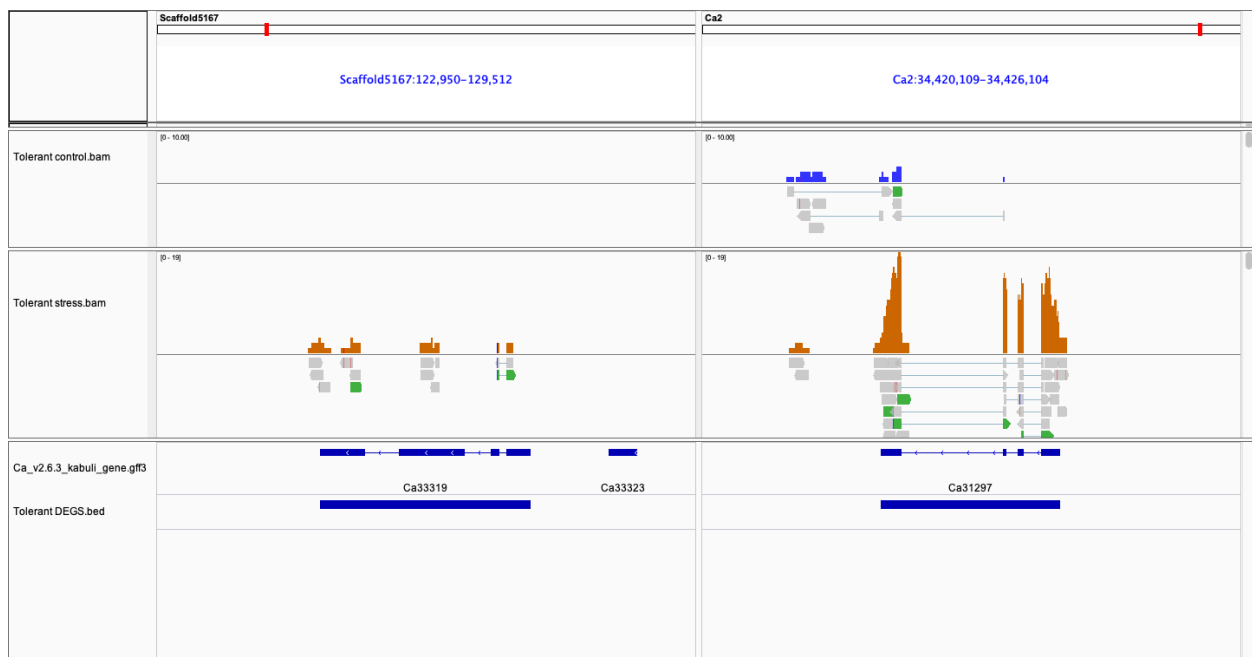 Scaffold5167
Ca2
Scaffold5167:122,950-129,512
Ca2:34,420,109-34,426,104
Tolerant control.bam
[0 - 10.00]
[0 - 10.00]
Tolerant stress.bam
[0 - 19]
[0 - 19]
Ca_v2.6.3_kabuli_gene.gff3
Ca33319
Ca33323
Ca31297
Tolerant DEGS.bed